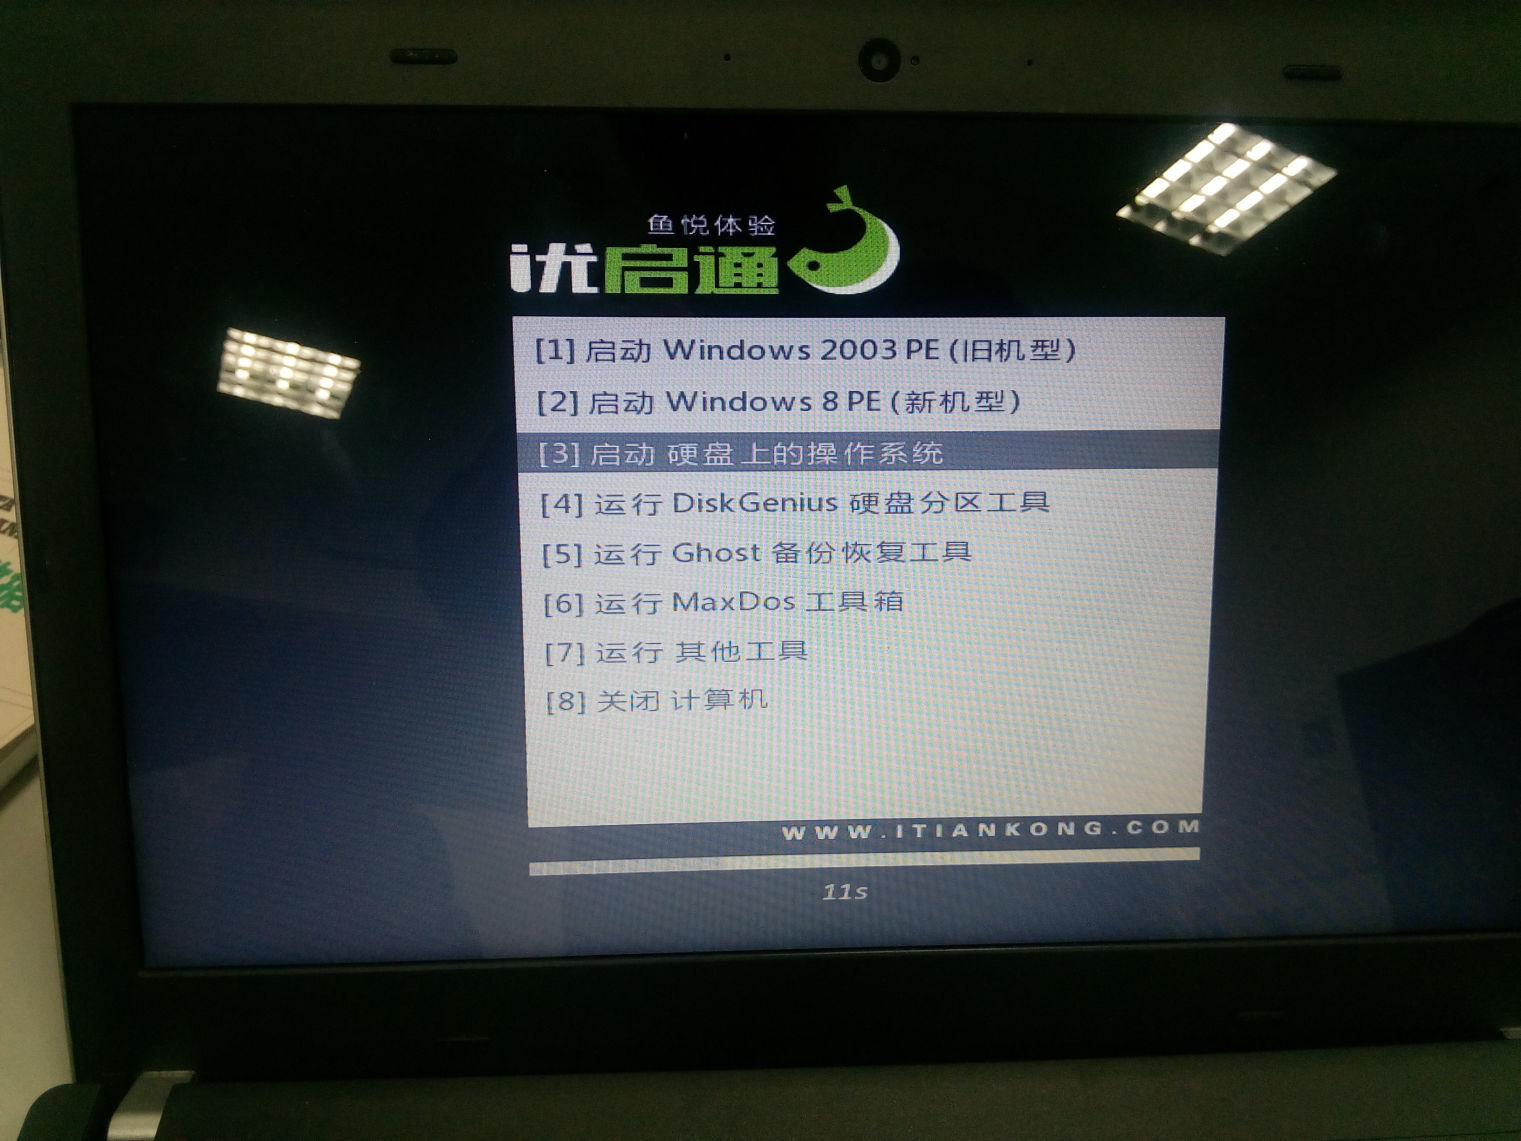 鱼悦体验
优启通
[1] 启动 Windows 2003 PE (旧机型)
[2] 启动 Windows 8 PE (新机型)
[3] 启动 硬盘上的操作系统
[4] 运行 DiskGenius 硬盘分区工具
[5] 运行 Ghost 备份恢复工具
[6] 运行 MaxDos 工具箱
[7] 运行 其他工具
[8] 关闭 计算机
WWW.ITIANKONG.COM
11s